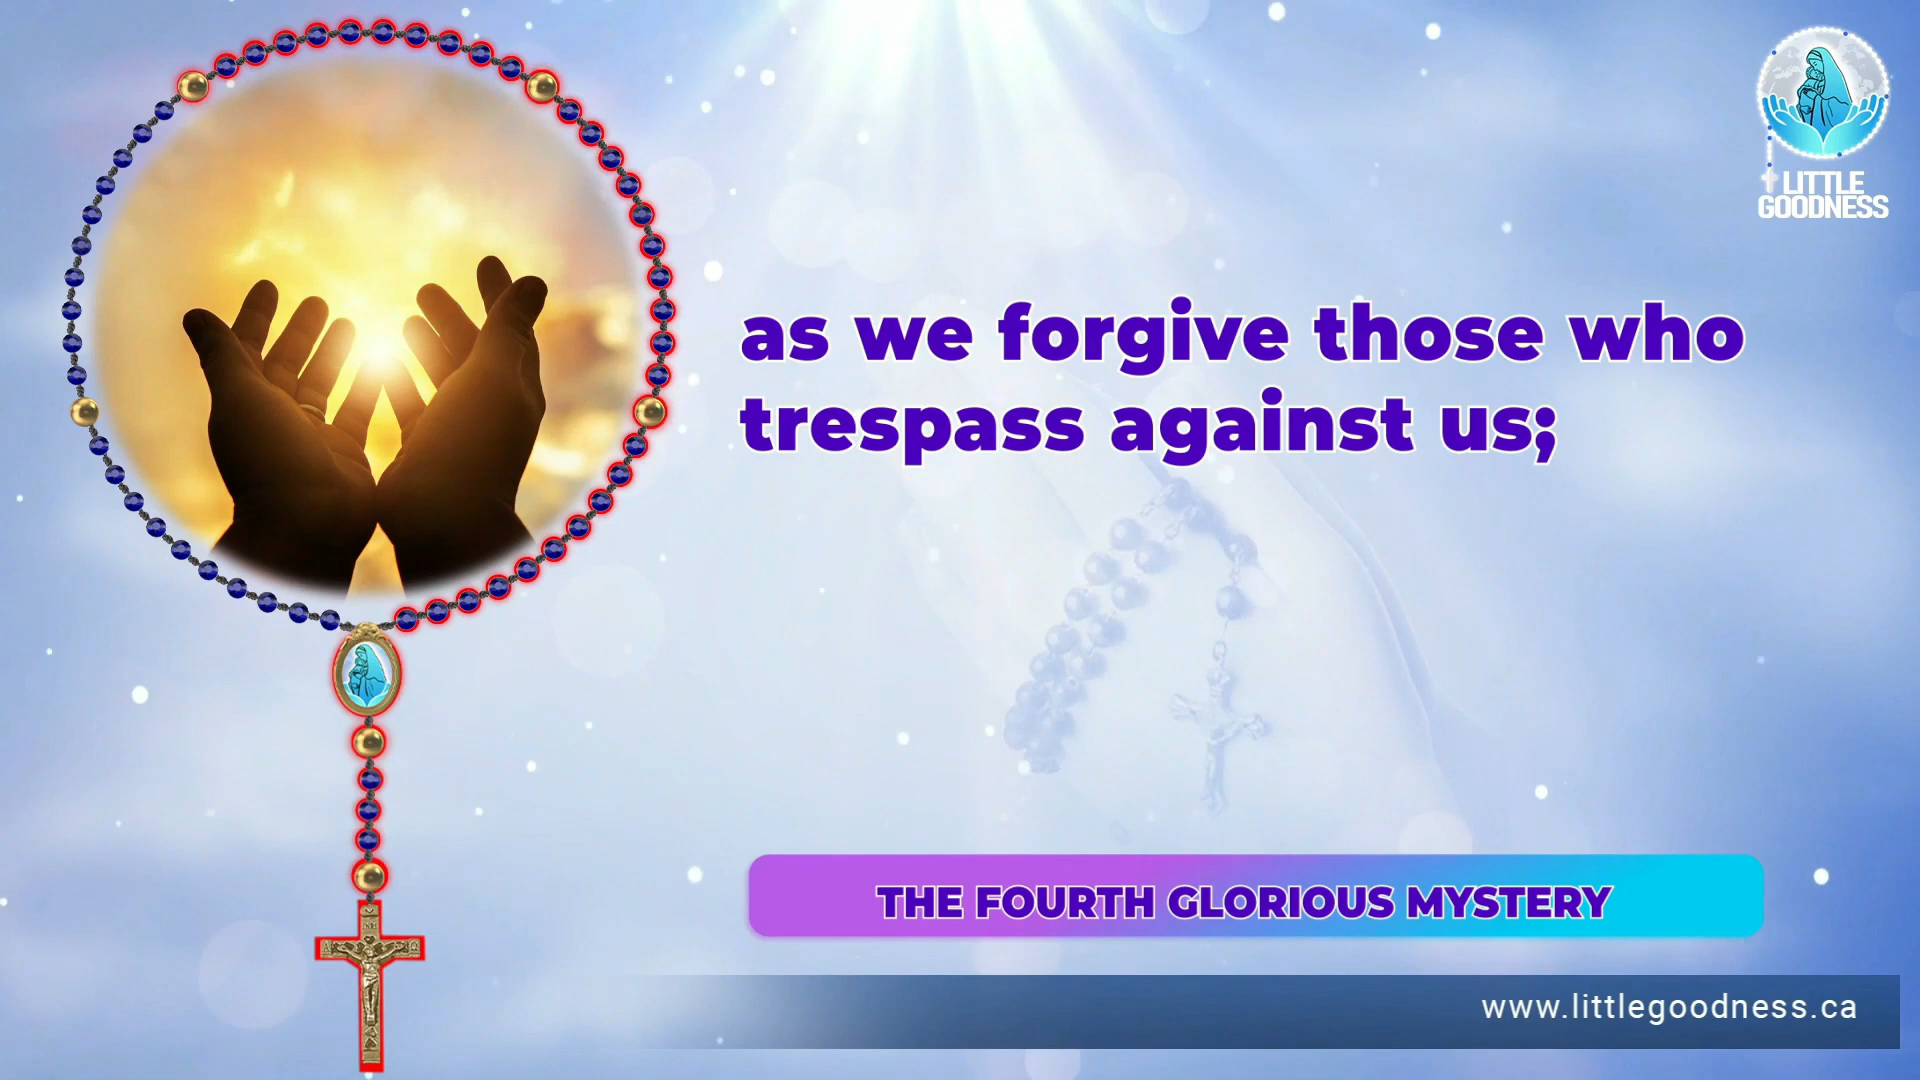 LITTLE
GOODNESS
as we forgive those who
trespass against us;
THE FOURTH GLORIOUS MYSTERY
www.littlegoodness.ca